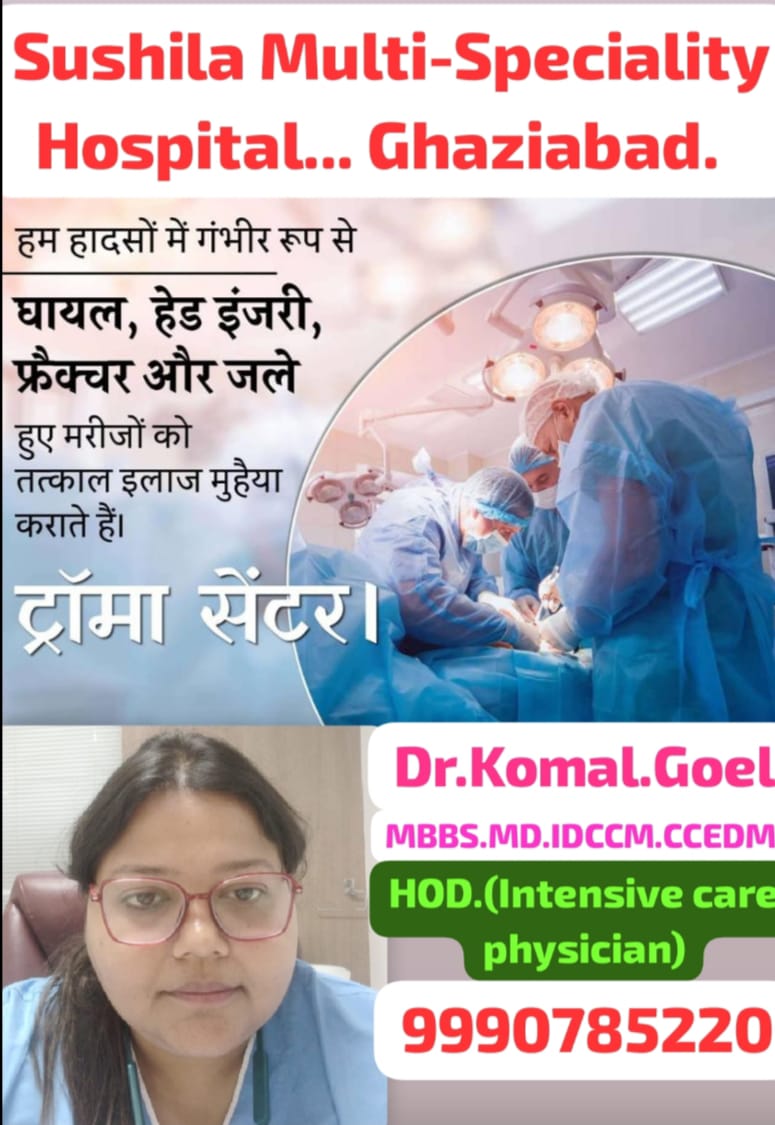 Sushila Multi-Speciality
Hospital... Ghaziabad.
हम हादसों में गंभीर रूप से
घायल, हेड इंजरी,
फ्रैक्चर और जले
हुए मरीजों को
तत्काल इलाज मुहैया
कराते हैं।
ट्रॉमा सेंटर।
Dr.Komal.Goel
MBBS.MD.IDCCM.CCEDM
HOD.(Intensive care
physician)
9990785220